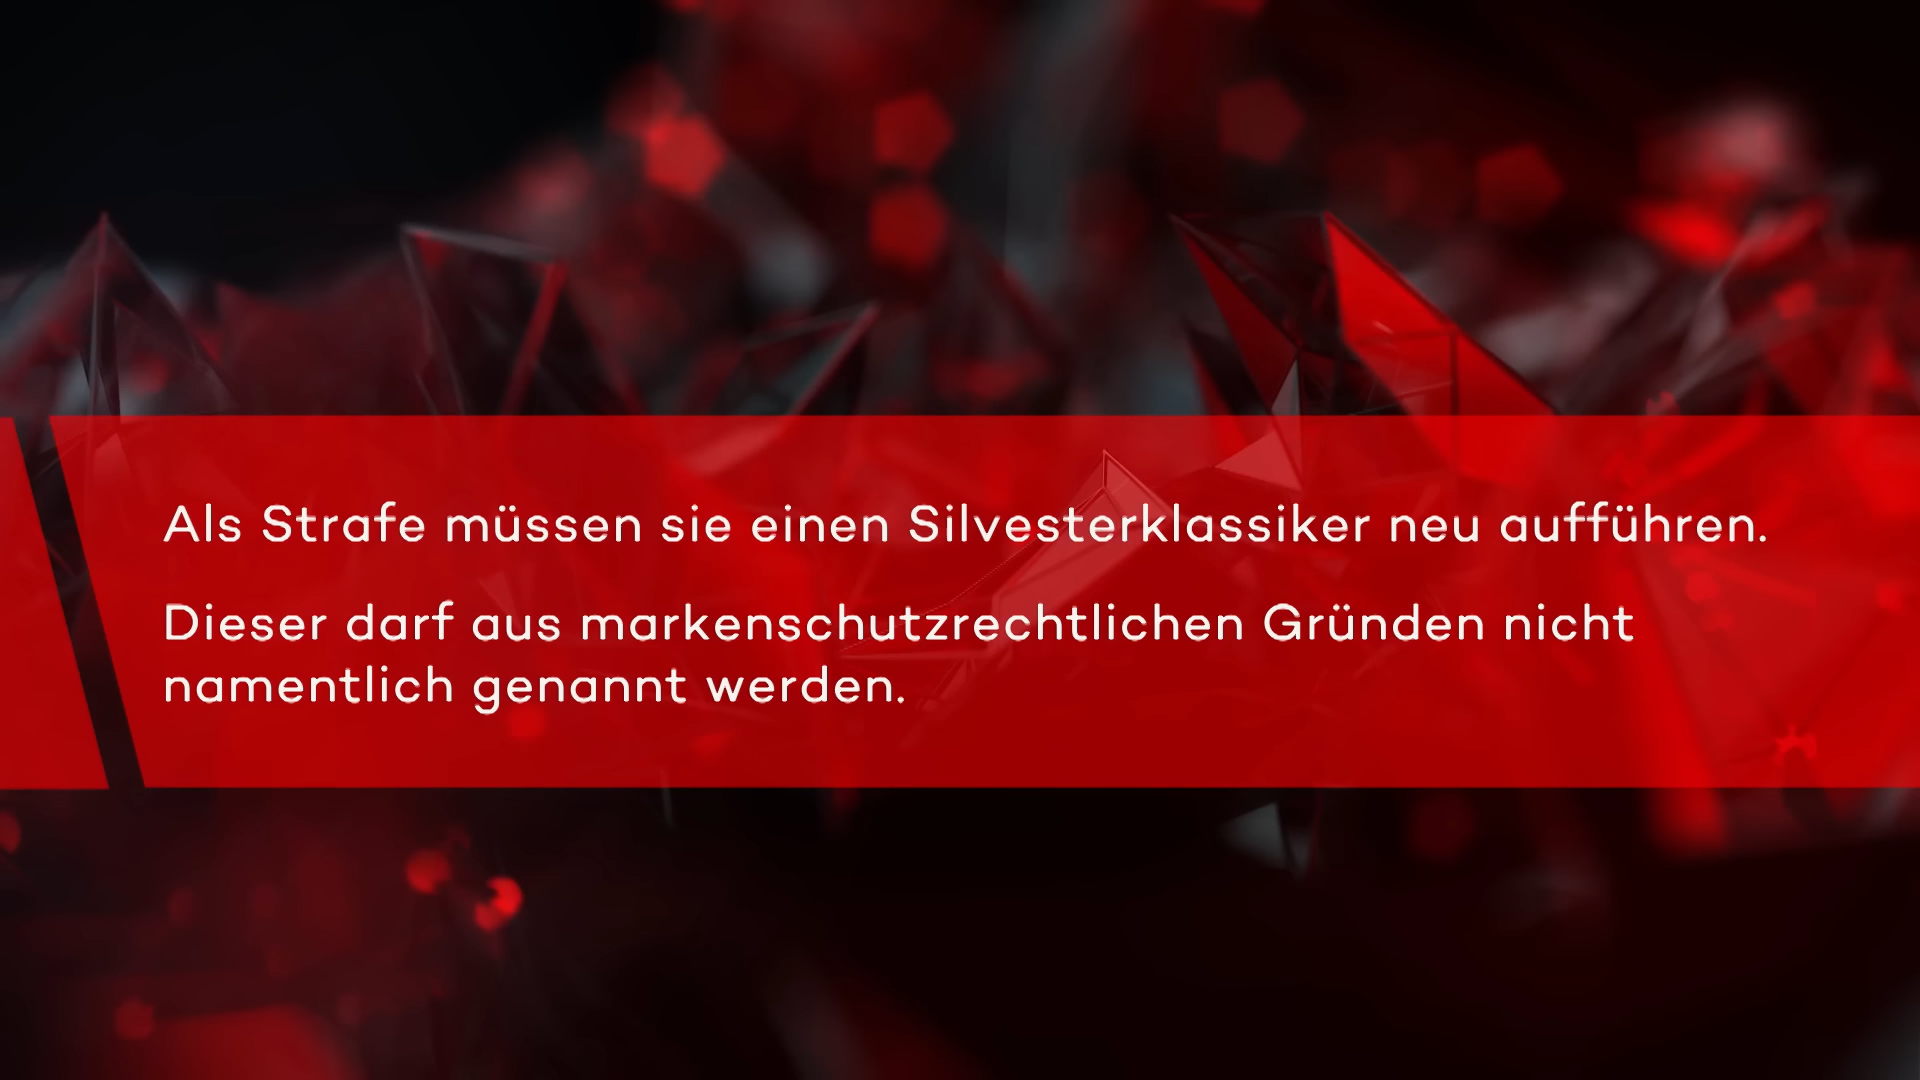 Als Strafe müssen sie einen Silvesterklassiker neu aufführen.
Dieser darf aus markenschutzrechtlichen Gründen nicht
namentlich genannt werden.